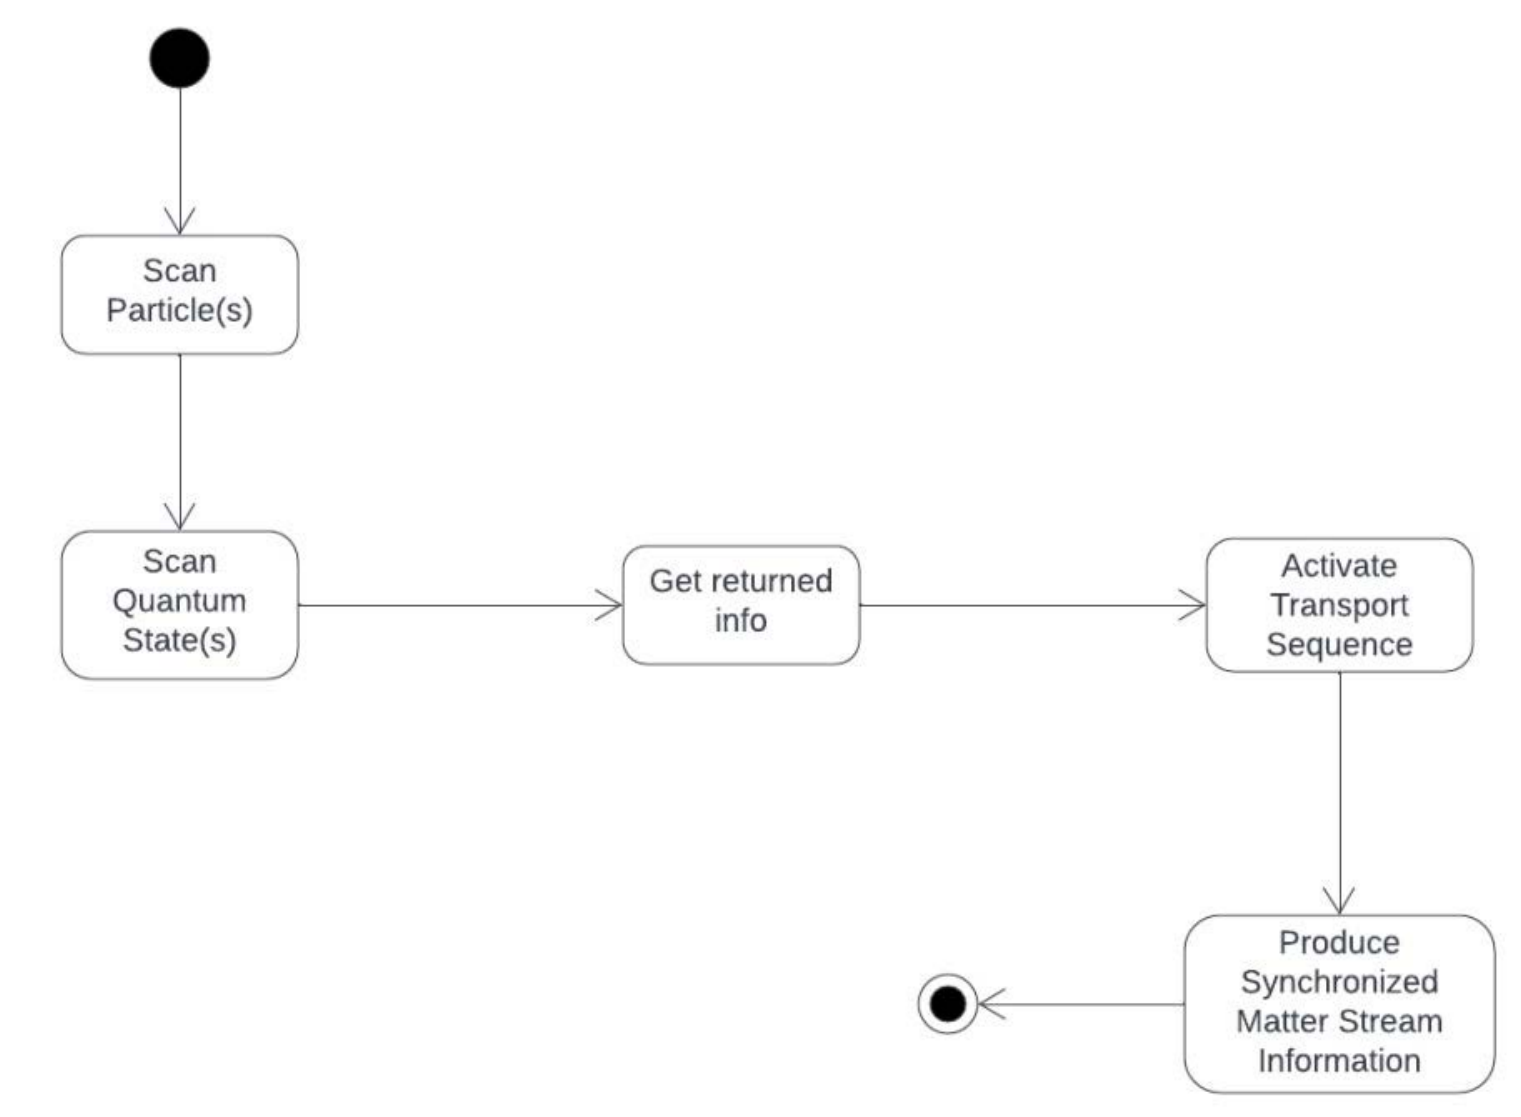 Scan
Particle(s)
Scan
Quantum
State(s)
Get returned
info
Activate
Transport
Sequence
Produce
Synchronized
Matter Stream
Information